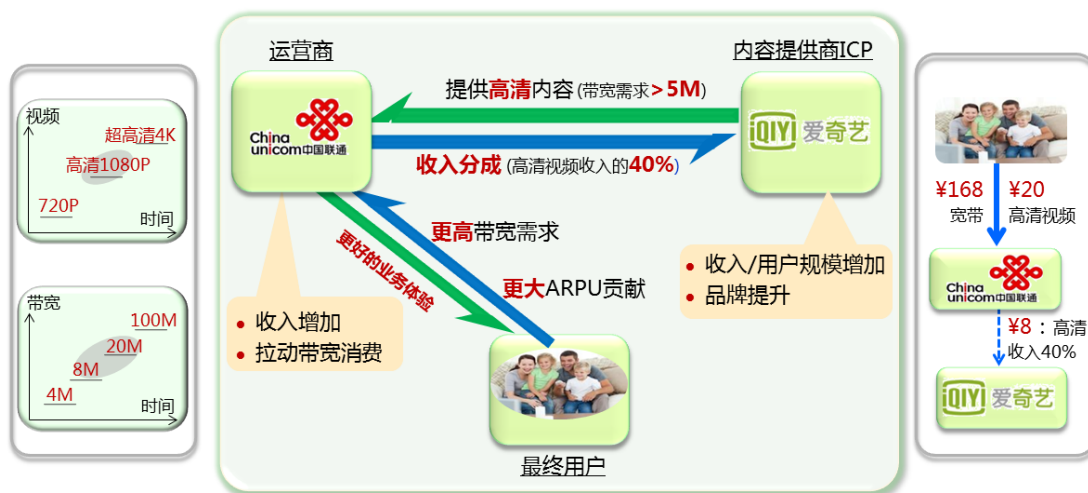 视频
超高清4K
高清1080P
720P
时间
带宽
100M
20M
8M
4M
时间
运营商
China
unicom中国联通
内容提供商ICP
iQIYI 爱奇艺
提供高清内容 (带宽需求>5M)
收入分成 (高清视频收入的40%)
更好的业务体验
更高带宽需求
更大ARPU贡献
• 收入增加
• 拉动带宽消费
• 收入/用户规模增加
• 品牌提升
最终用户
¥168 ¥20
宽带 高清视频
China
unicom中国联通
¥8：高清
收入40%
iQIYI 爱奇艺